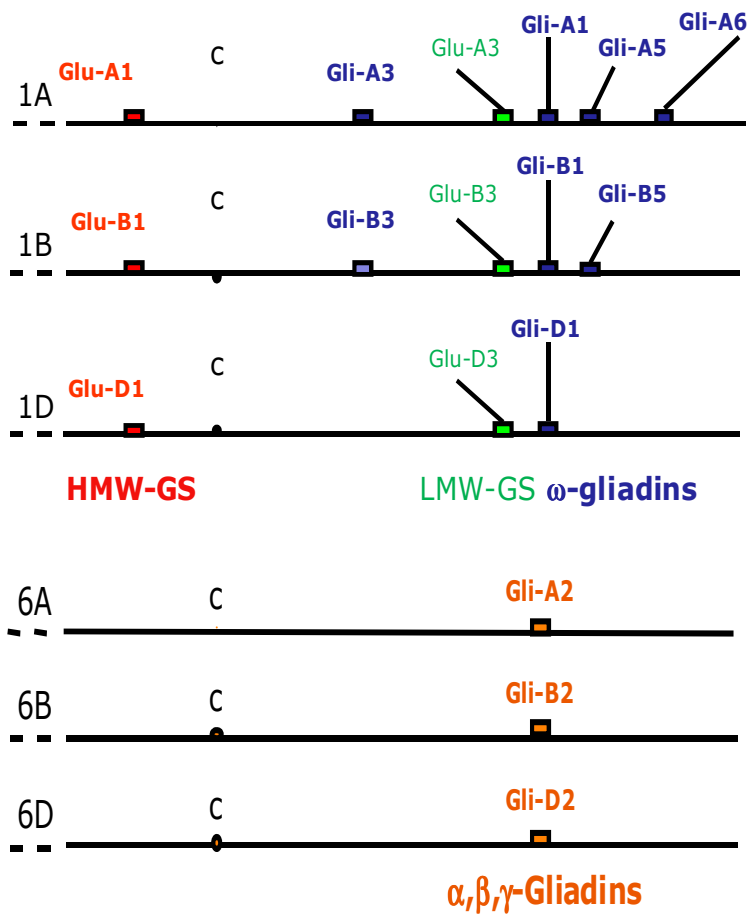 Gli-A1 Gli-A6
C Glu-A3 Gli-A5
Glu-A1 Gli-A3
1A
Gli-B1
C Glu-B3 Gli-B5
Glu-B1 Gli-B3
1B
Gli-D1
C Glu-D3
Glu-D1
1D
HMW-GS LMW-GS ω-gliadins
6A C Gli-A2
6B C Gli-B2
6D C Gli-D2
α,β,γ-Gliadins